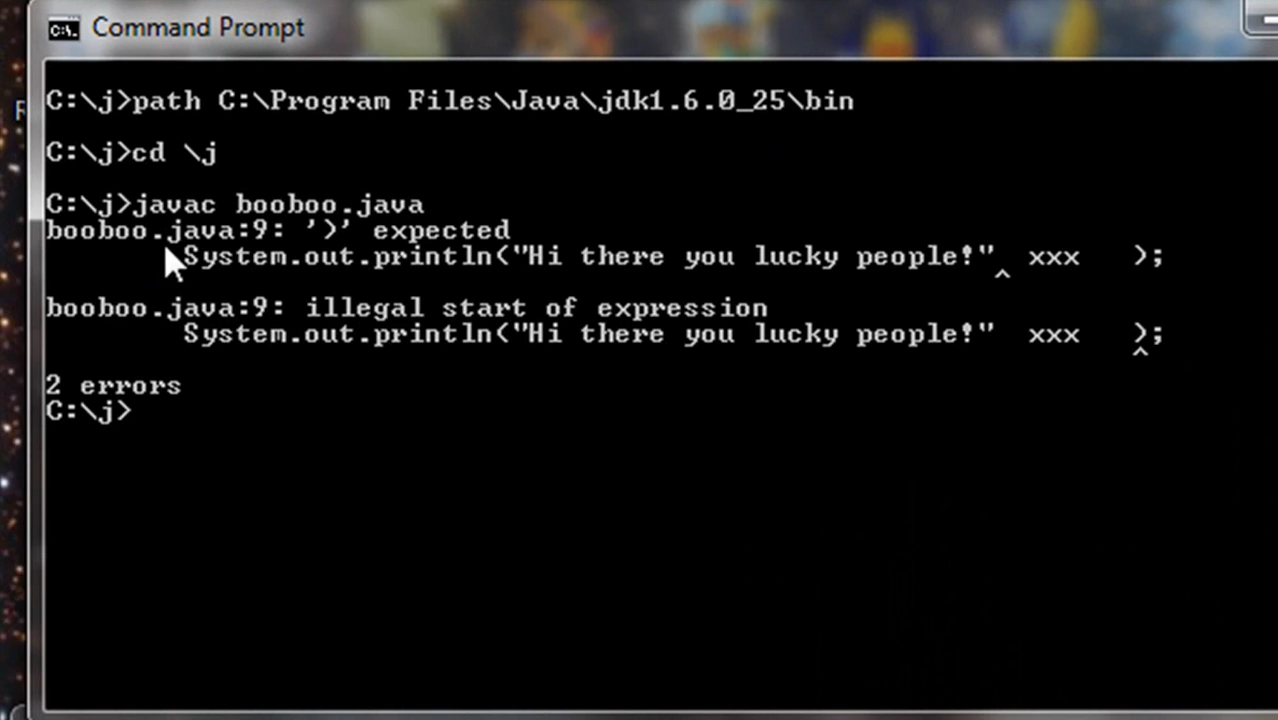 Command Prompt
C:\j>path C:\Program Files\Java\jdk1.6.0_25\bin
C:\j>cd \j
C:\j>javac booboo.java
booboo.java:9: ')' expected
System.out.println("Hi there you lucky people!"  xxx   );
^
booboo.java:9: illegal start of expression
System.out.println("Hi there you lucky people!"  xxx   );
^
2 errors
C:\j>